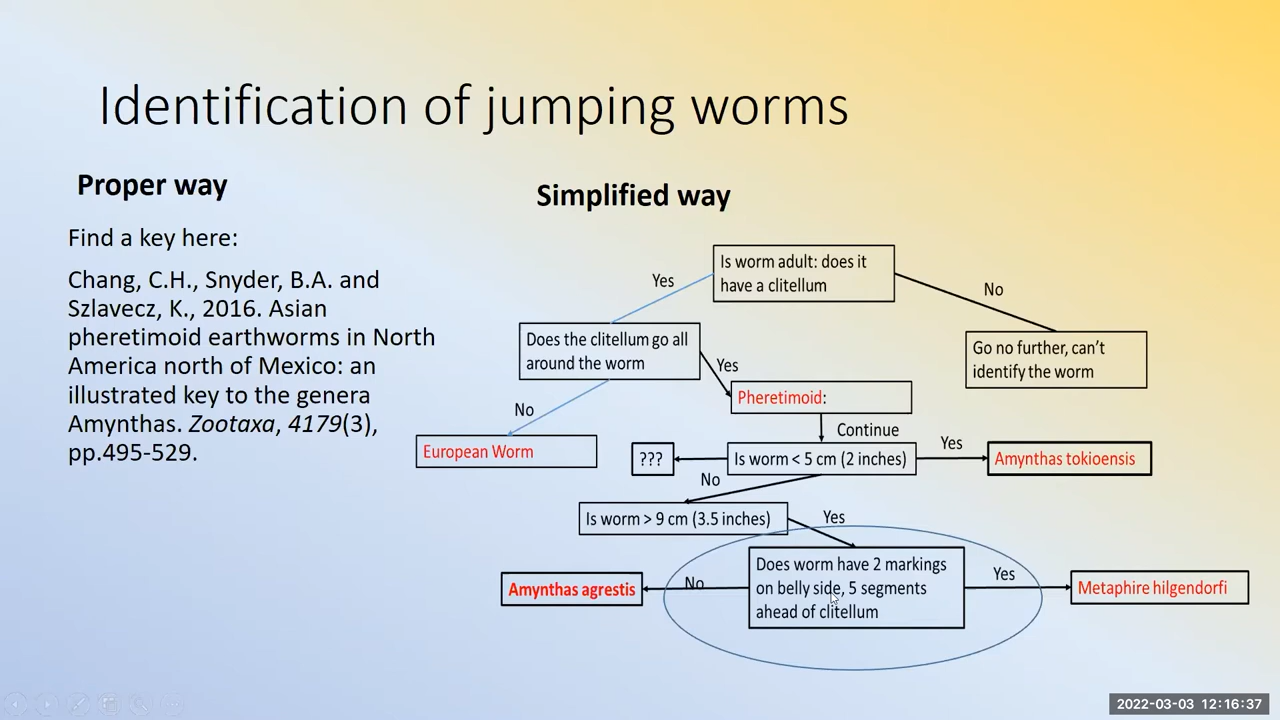 Identification of jumping worms
Proper way
Find a key here:
Chang, C.H., Snyder, B.A. and
Szlavecz, K., 2016. Asian
pheretimoid earthworms in North
America north of Mexico: an
illustrated key to the genera
Amynthas. Zootaxa, 4179(3),
pp.495-529.
Simplified way
Is worm adult: does it
have a clitellum
Yes
No
Does the clitellum go all
around the worm
Go no further, can't
identify the worm
Yes
Pheretimoid:
No
European Worm
Continue
???
Is worm < 5 cm (2 inches)
Yes
Amynthas tokioensis
No
Is worm > 9 cm (3.5 inches)
Yes
Does worm have 2 markings
on belly side, 5 segments
ahead of clitellum
No
Amynthas agrestis
Yes
Metaphire hilgendorfi
2022-03-03 12:16:37